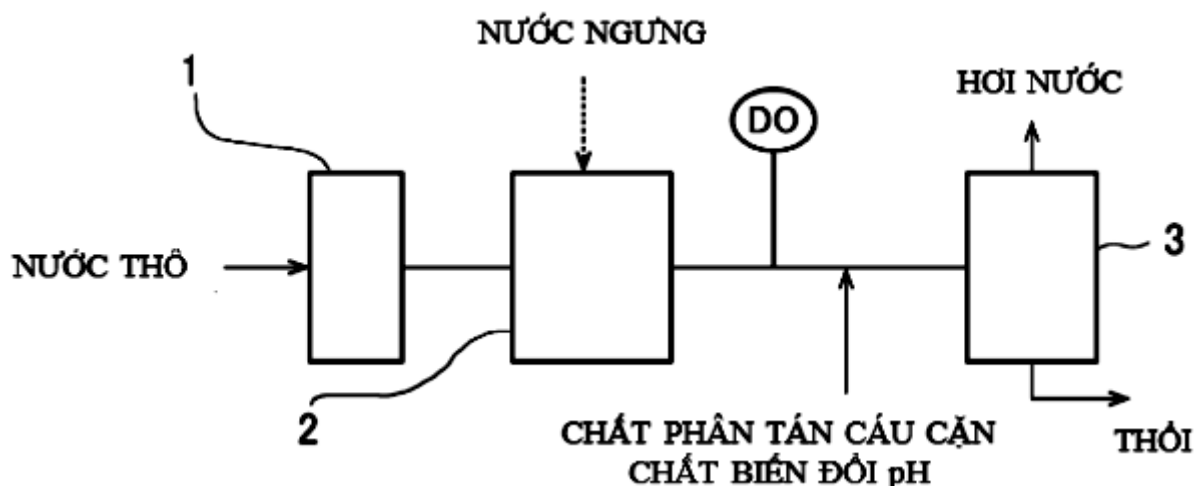 NƯỚC NGƯNG
1
DO
HƠI NƯỚC
NƯỚC THÔ
3
2
CHẤT PHÂN TÁN CÁU CẶN
CHẤT BIẾN ĐỔI pH
THỔI